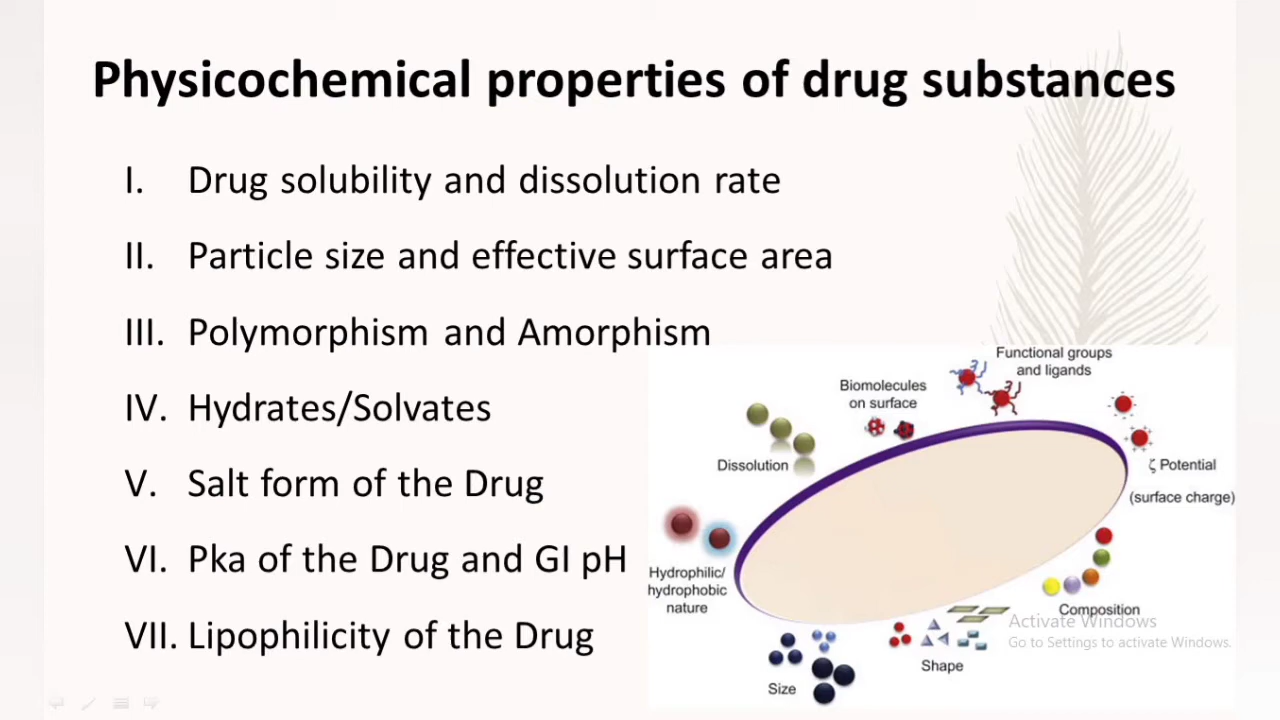 Physicochemical properties of drug substances
I. Drug solubility and dissolution rate
II. Particle size and effective surface area
III. Polymorphism and Amorphism
IV. Hydrates/Solvates
V. Salt form of the Drug
VI. Pka of the Drug and GI pH
VII. Lipophilicity of the Drug
Functional groups
and ligands
Biomolecules
on surface
Dissolution
ζ Potential
(surface charge)
Hydrophilic/
hydrophobic
nature
Composition
Shape
Size
Activate Windows
Go to Settings to activate Windows.